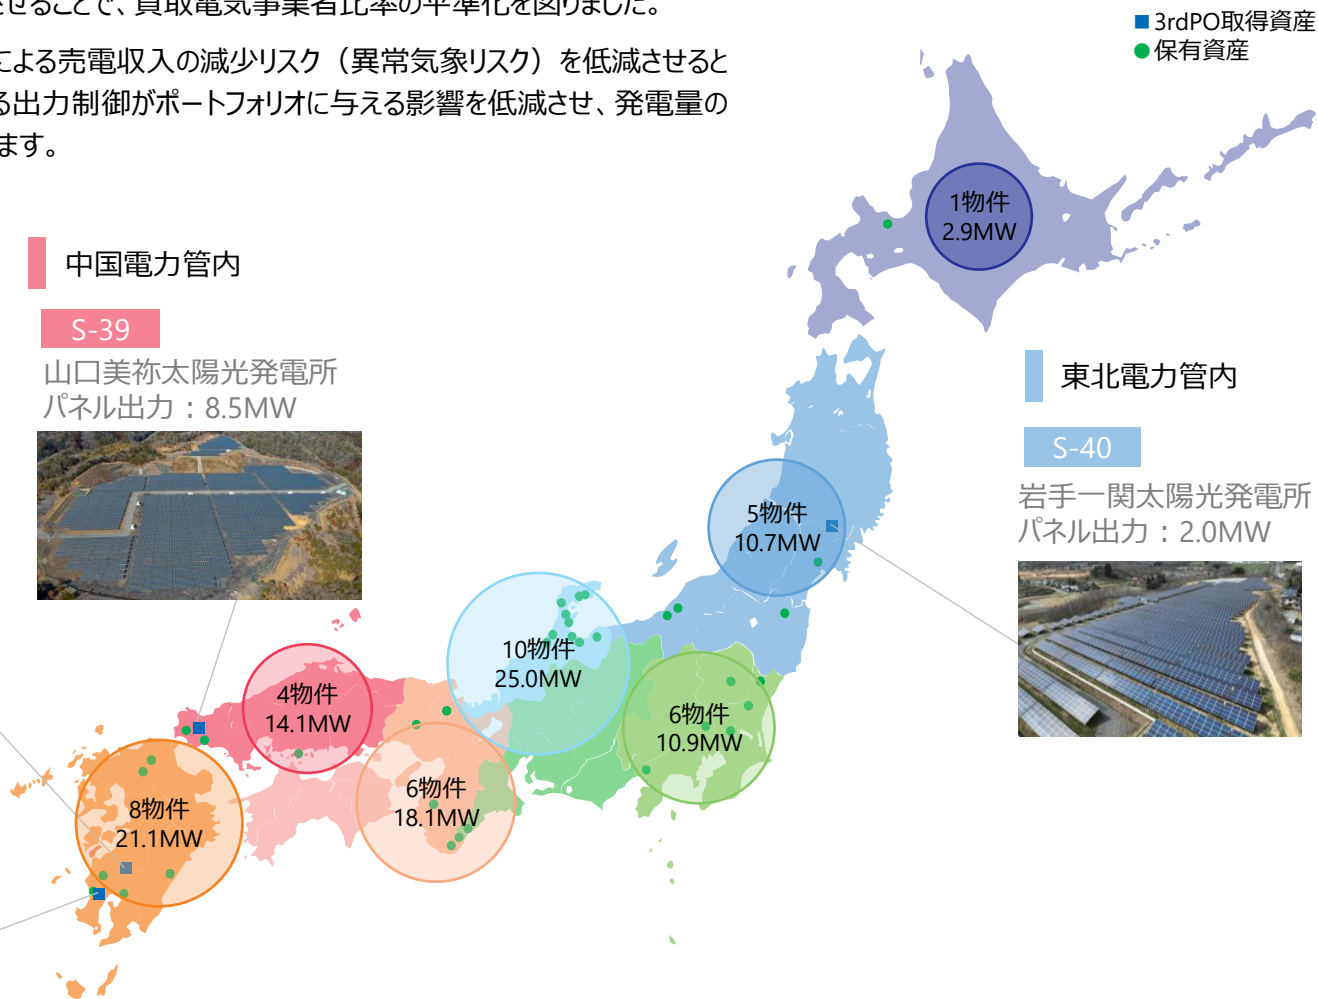 させることで、買取電気事業者比率の平準化を図りました。
による売電収入の減少リスク（異常気象リスク）を低減させると
る出力制御がポートフォリオに与える影響を低減させ、発電量の
ます。
3rdPO取得資産
保有資産
1物件
2.9MW
中国電力管内
S-39
山口美祢太陽光発電所
パネル出力：8.5MW
東北電力管内
S-40
岩手一関太陽光発電所
パネル出力：2.0MW
5物件
10.7MW
10物件
25.0MW
4物件
14.1MW
6物件
10.9MW
6物件
18.1MW
8物件
21.1MW